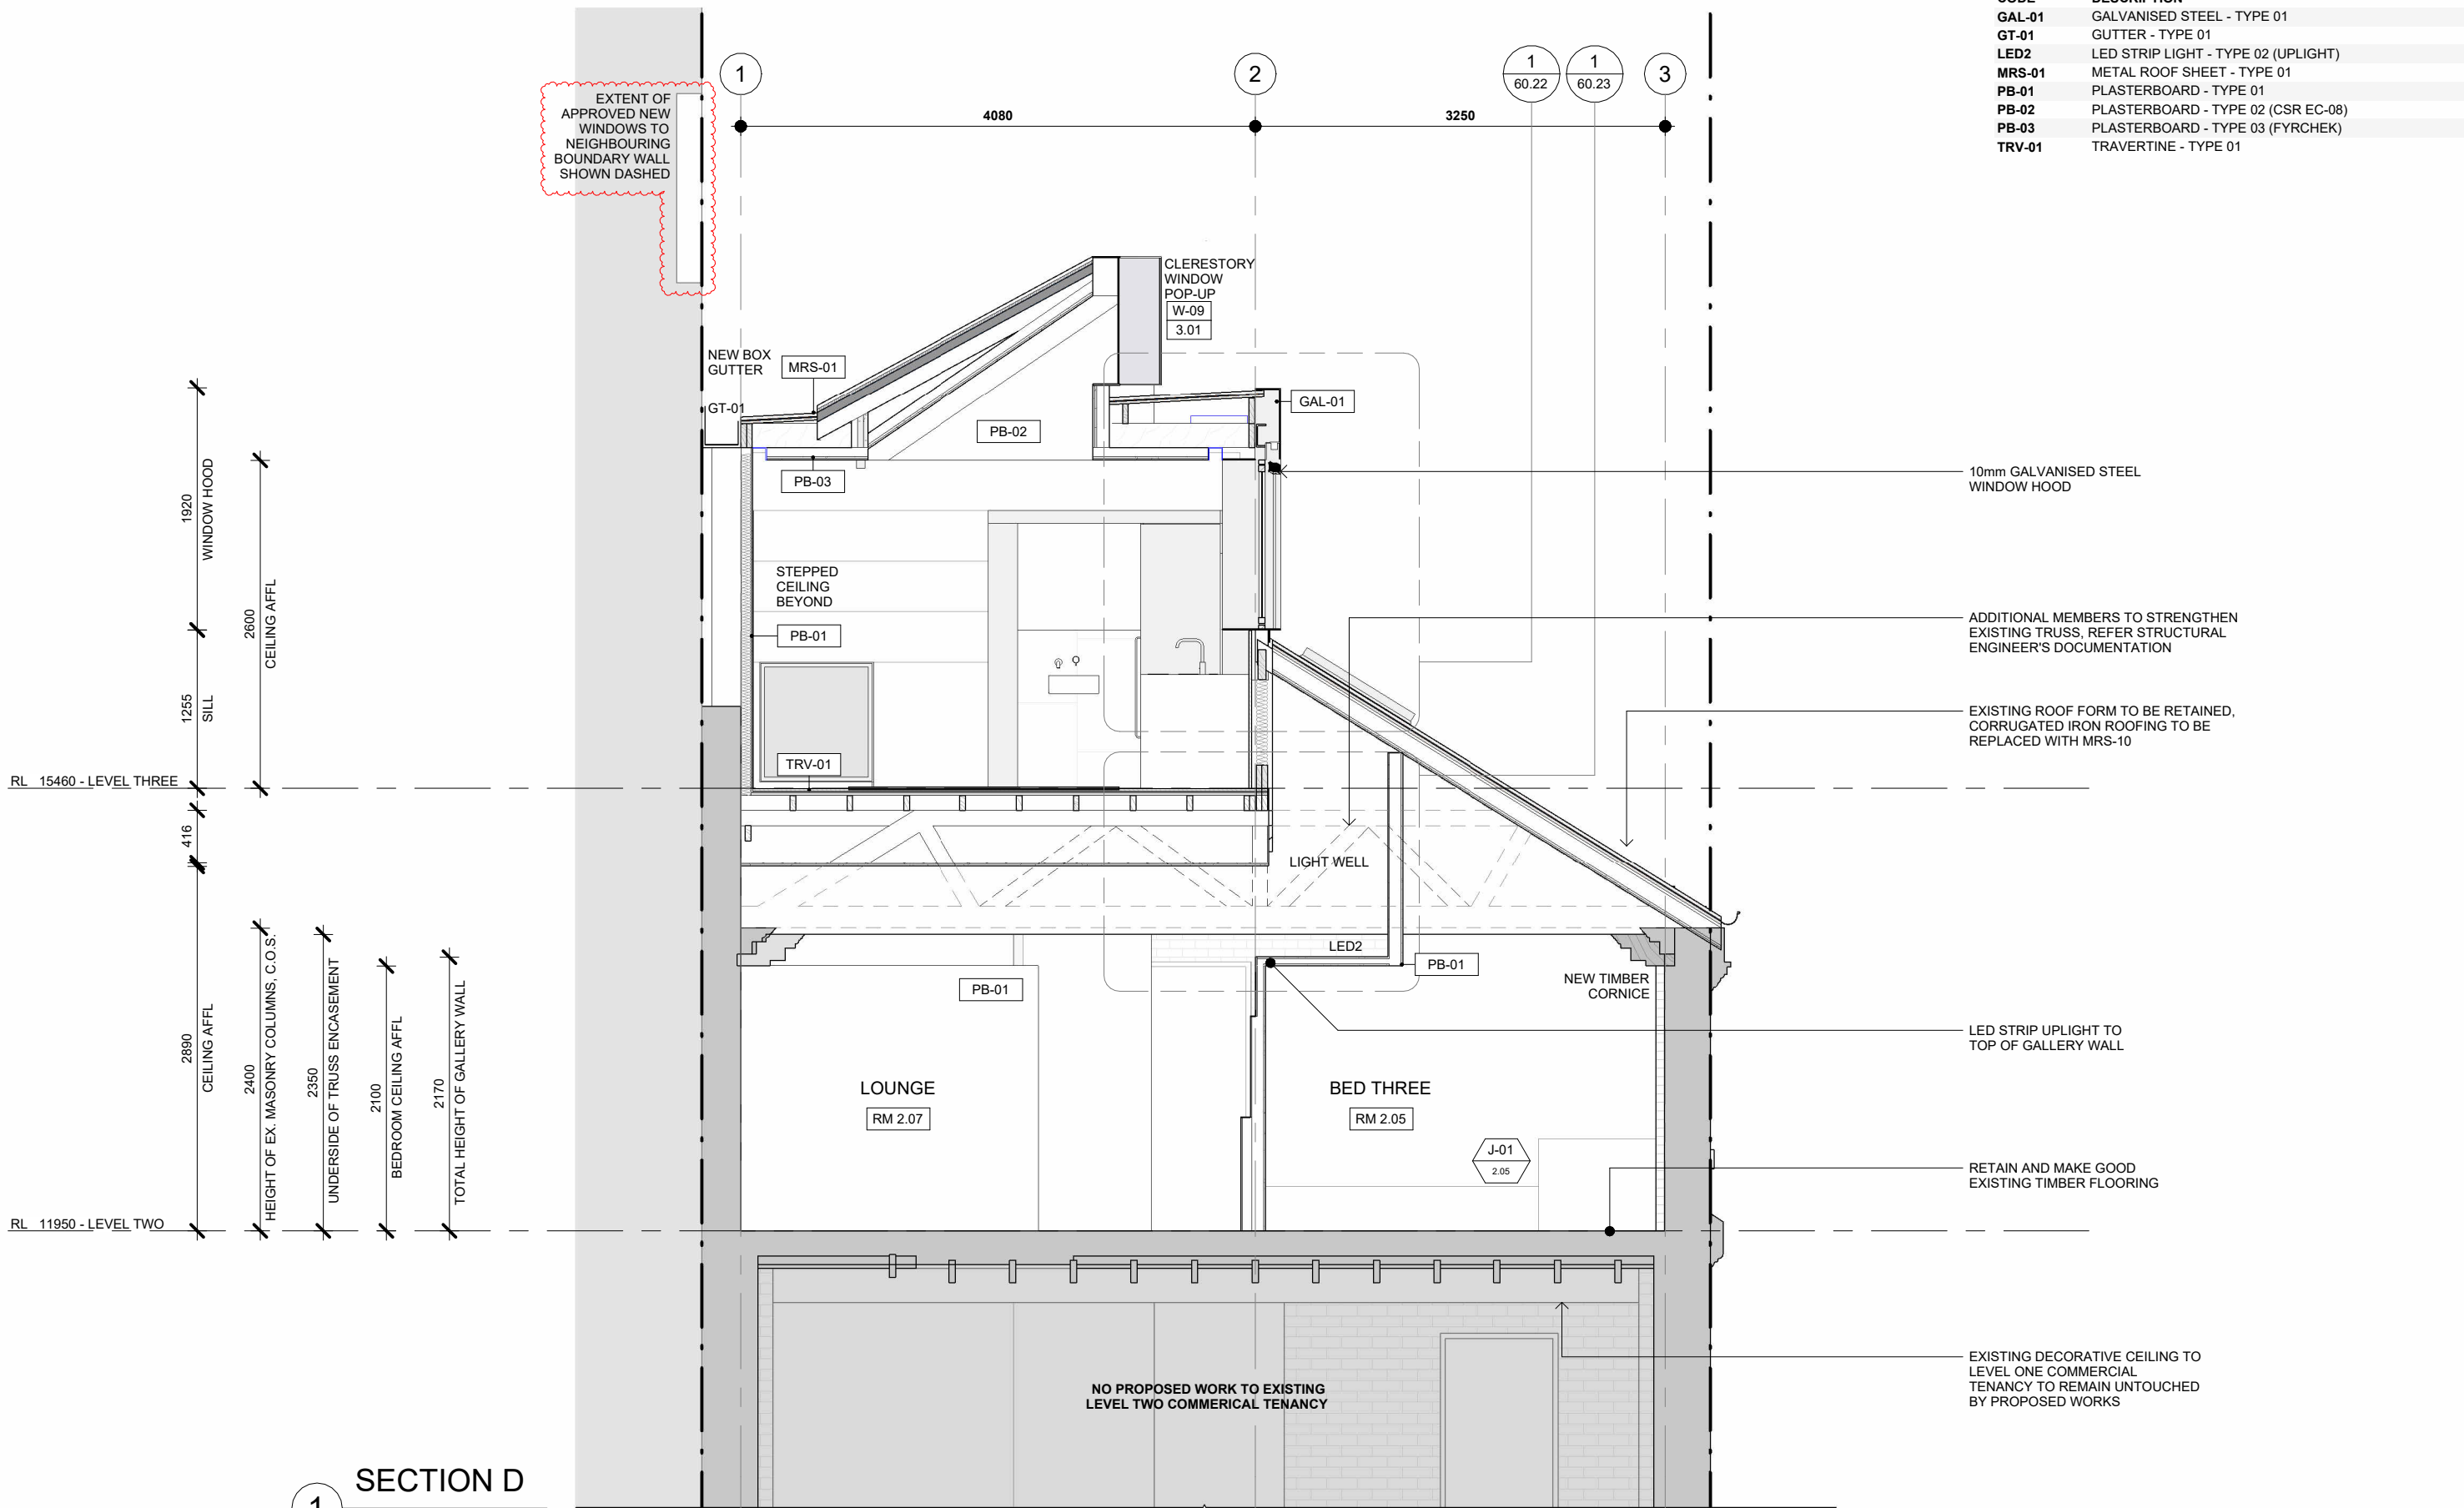 CODE DESCRIPTION
GAL-01 GALVANISED STEEL - TYPE 01
GT-01 GUTTER - TYPE 01
LED2 LED STRIP LIGHT - TYPE 02 (UPLIGHT)
MRS-01 METAL ROOF SHEET - TYPE 01
PB-01 PLASTERBOARD - TYPE 01
PB-02 PLASTERBOARD - TYPE 02 (CSR EC-08)
PB-03 PLASTERBOARD - TYPE 03 (FYRCHEK)
TRV-01 TRAVERTINE - TYPE 01
1
2
1
60.22
1
60.23
3
4080
3250
EXTENT OF
APPROVED NEW
WINDOWS TO
NEIGHBOURING
BOUNDARY WALL
SHOWN DASHED
CLERESTORY
WINDOW
POP-UP
W-09
3.01
NEW BOX
GUTTER
MRS-01
GT-01
GAL-01
PB-02
PB-03
10mm GALVANISED STEEL
WINDOW HOOD
1920
WINDOW HOOD
2600
CEILING AFFL
STEPPED
CEILING
BEYOND
PB-01
ADDITIONAL MEMBERS TO STRENGTHEN
EXISTING TRUSS, REFER STRUCTURAL
ENGINEER'S DOCUMENTATION
1255
SILL
EXISTING ROOF FORM TO BE RETAINED,
CORRUGATED IRON ROOFING TO BE
REPLACED WITH MRS-10
TRV-01
RL 15460 - LEVEL THREE
416
LIGHT WELL
LED2
PB-01
PB-01
NEW TIMBER
CORNICE
2890
CEILING AFFL
2400
HEIGHT OF EX. MASONRY COLUMNS, C.O.S.
2350
UNDERSIDE OF TRUSS ENCASEMENT
2100
BEDROOM CEILING AFFL
2170
TOTAL HEIGHT OF GALLERY WALL
LED STRIP UPLIGHT TO
TOP OF GALLERY WALL
LOUNGE
RM 2.07
BED THREE
RM 2.05
J-01
2.05
RETAIN AND MAKE GOOD
EXISTING TIMBER FLOORING
RL 11950 - LEVEL TWO
EXISTING DECORATIVE CEILING TO
LEVEL ONE COMMERCIAL
TENANCY TO REMAIN UNTOUCHED
BY PROPOSED WORKS
NO PROPOSED WORK TO EXISTING
LEVEL TWO COMMERICAL TENANCY
SECTION D
1